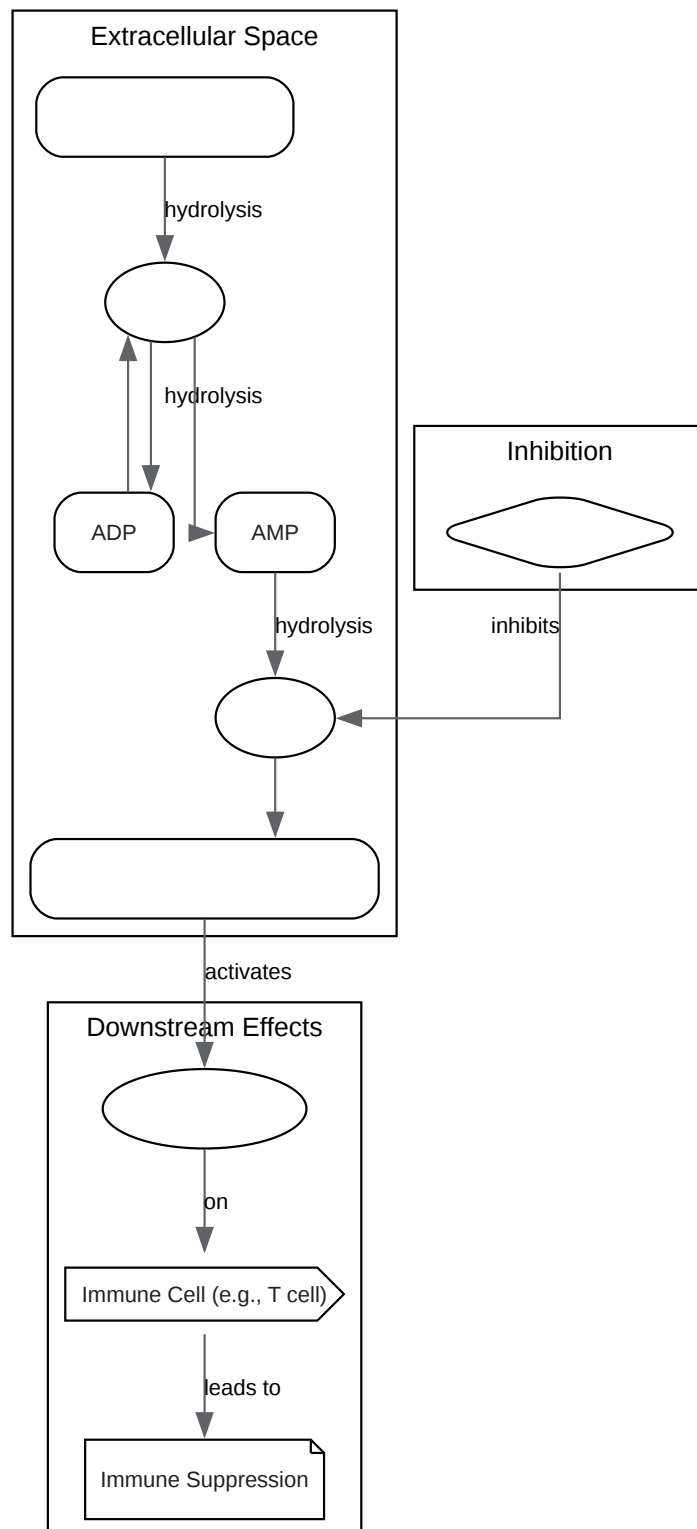 Extracellular Space
hydrolysis
hydrolysis
ADP
AMP
Inhibition
hydrolysis
inhibits
activates
Downstream Effects
on
Immune Cell (e.g., T cell)
leads to
Immune Suppression